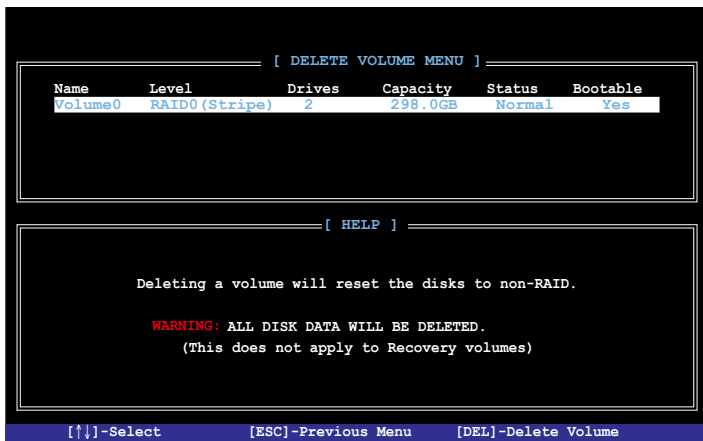 [ DELETE VOLUME MENU ]
Name Level Drives Capacity Status Bootable
Volume0 RAID0(Stripe) 2 298.0GB Normal Yes
[ HELP ]
Deleting a volume will reset the disks to non-RAID.
WARNING: ALL DISK DATA WILL BE DELETED.
(This does not apply to Recovery volumes)
[↑↓]-Select [ESC]-Previous Menu [DEL]-Delete Volume